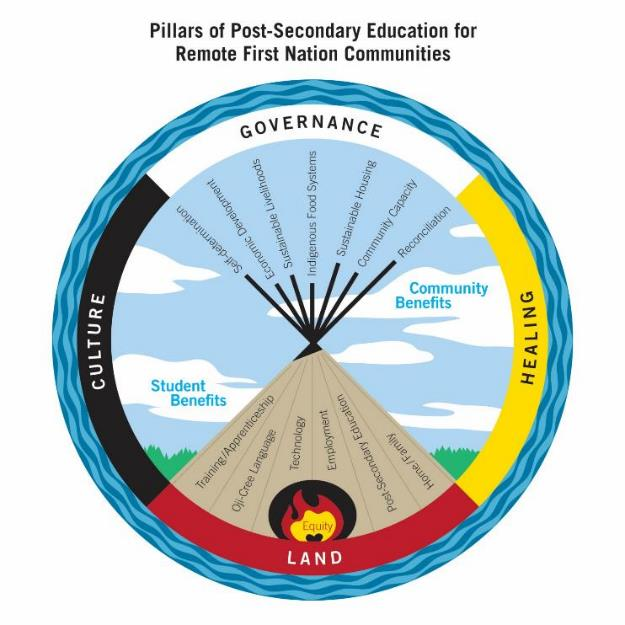 Pillars of Post-Secondary Education for
Remote First Nation Communities
GOVERNANCE
Self-determination
Economic Development
Sustainable Livelihoods
Indigenous Food Systems
Sustainable Housing
Community Capacity
Reconciliation
Community
Benefits
CULTURE
HEALING
Student
Benefits
Training/Apprenticeship
Oji-Cree Language
Technology
Employment
Post-Secondary Education
Home/Family
Equity
LAND